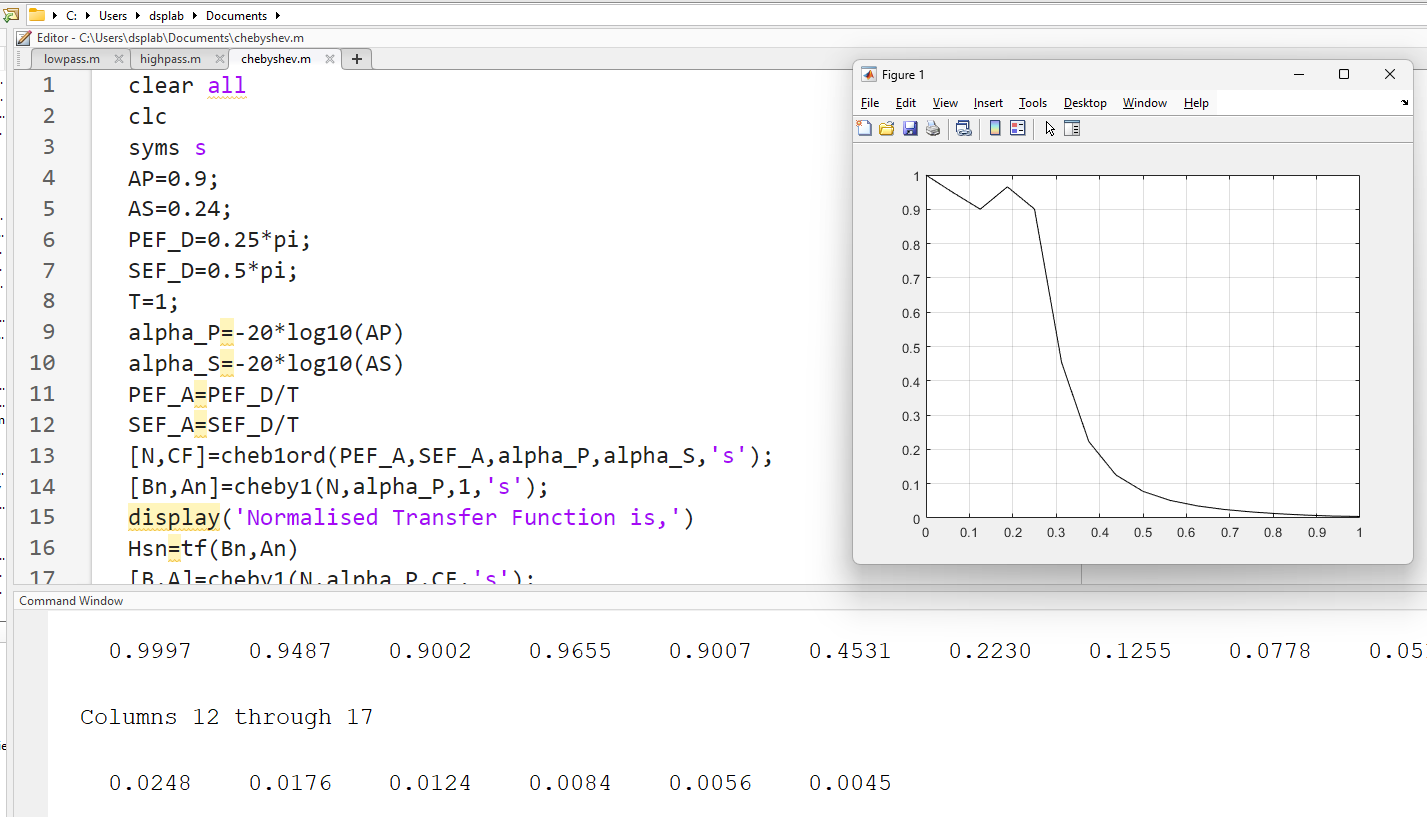 C: Users dsplab Documents
Editor - C:\Users\dsplab\Documents\chebyshev.m
lowpass.m highpass.m chebyshev.m
1 clear all
2 clc
3 syms s
4 AP=0.9;
5 AS=0.24;
6 PEF_D=0.25*pi;
7 SEF_D=0.5*pi;
8 T=1;
9 alpha_P=-20*log10(AP)
10 alpha_S=-20*log10(AS)
11 PEF_A=PEF_D/T
12 SEF_A=SEF_D/T
13 [N,CF]=cheb1ord(PEF_A,SEF_A,alpha_P,alpha_S,'s');
14 [Bn,An]=cheby1(N,alpha_P,1,'s');
15 display('Normalised Transfer Function is,')
16 Hsn=tf(Bn,An)
17 [B,A]=cheby1(N,alpha_P,CF,'s');
Figure 1
File Edit View Insert Tools Desktop Window Help
1
0.9
0.8
0.7
0.6
0.5
0.4
0.3
0.2
0.1
0
0 0.1 0.2 0.3 0.4 0.5 0.6 0.7 0.8 0.9 1
Command Window
0.9997 0.9487 0.9002 0.9655 0.9007 0.4531 0.2230 0.1255 0.0778
Columns 12 through 17
0.0248 0.0176 0.0124 0.0084 0.0056 0.0045